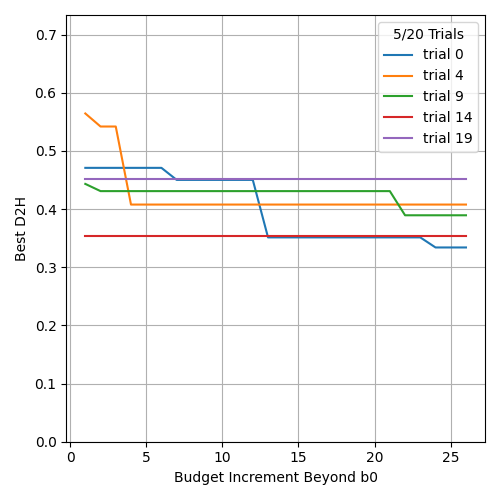 5/20 Trials
trial 0
trial 4
trial 9
trial 14
trial 19
Best D2H
0.7
0.6
0.5
0.4
0.3
0.2
0.1
0.0
0 5 10 15 20 25
Budget Increment Beyond b0